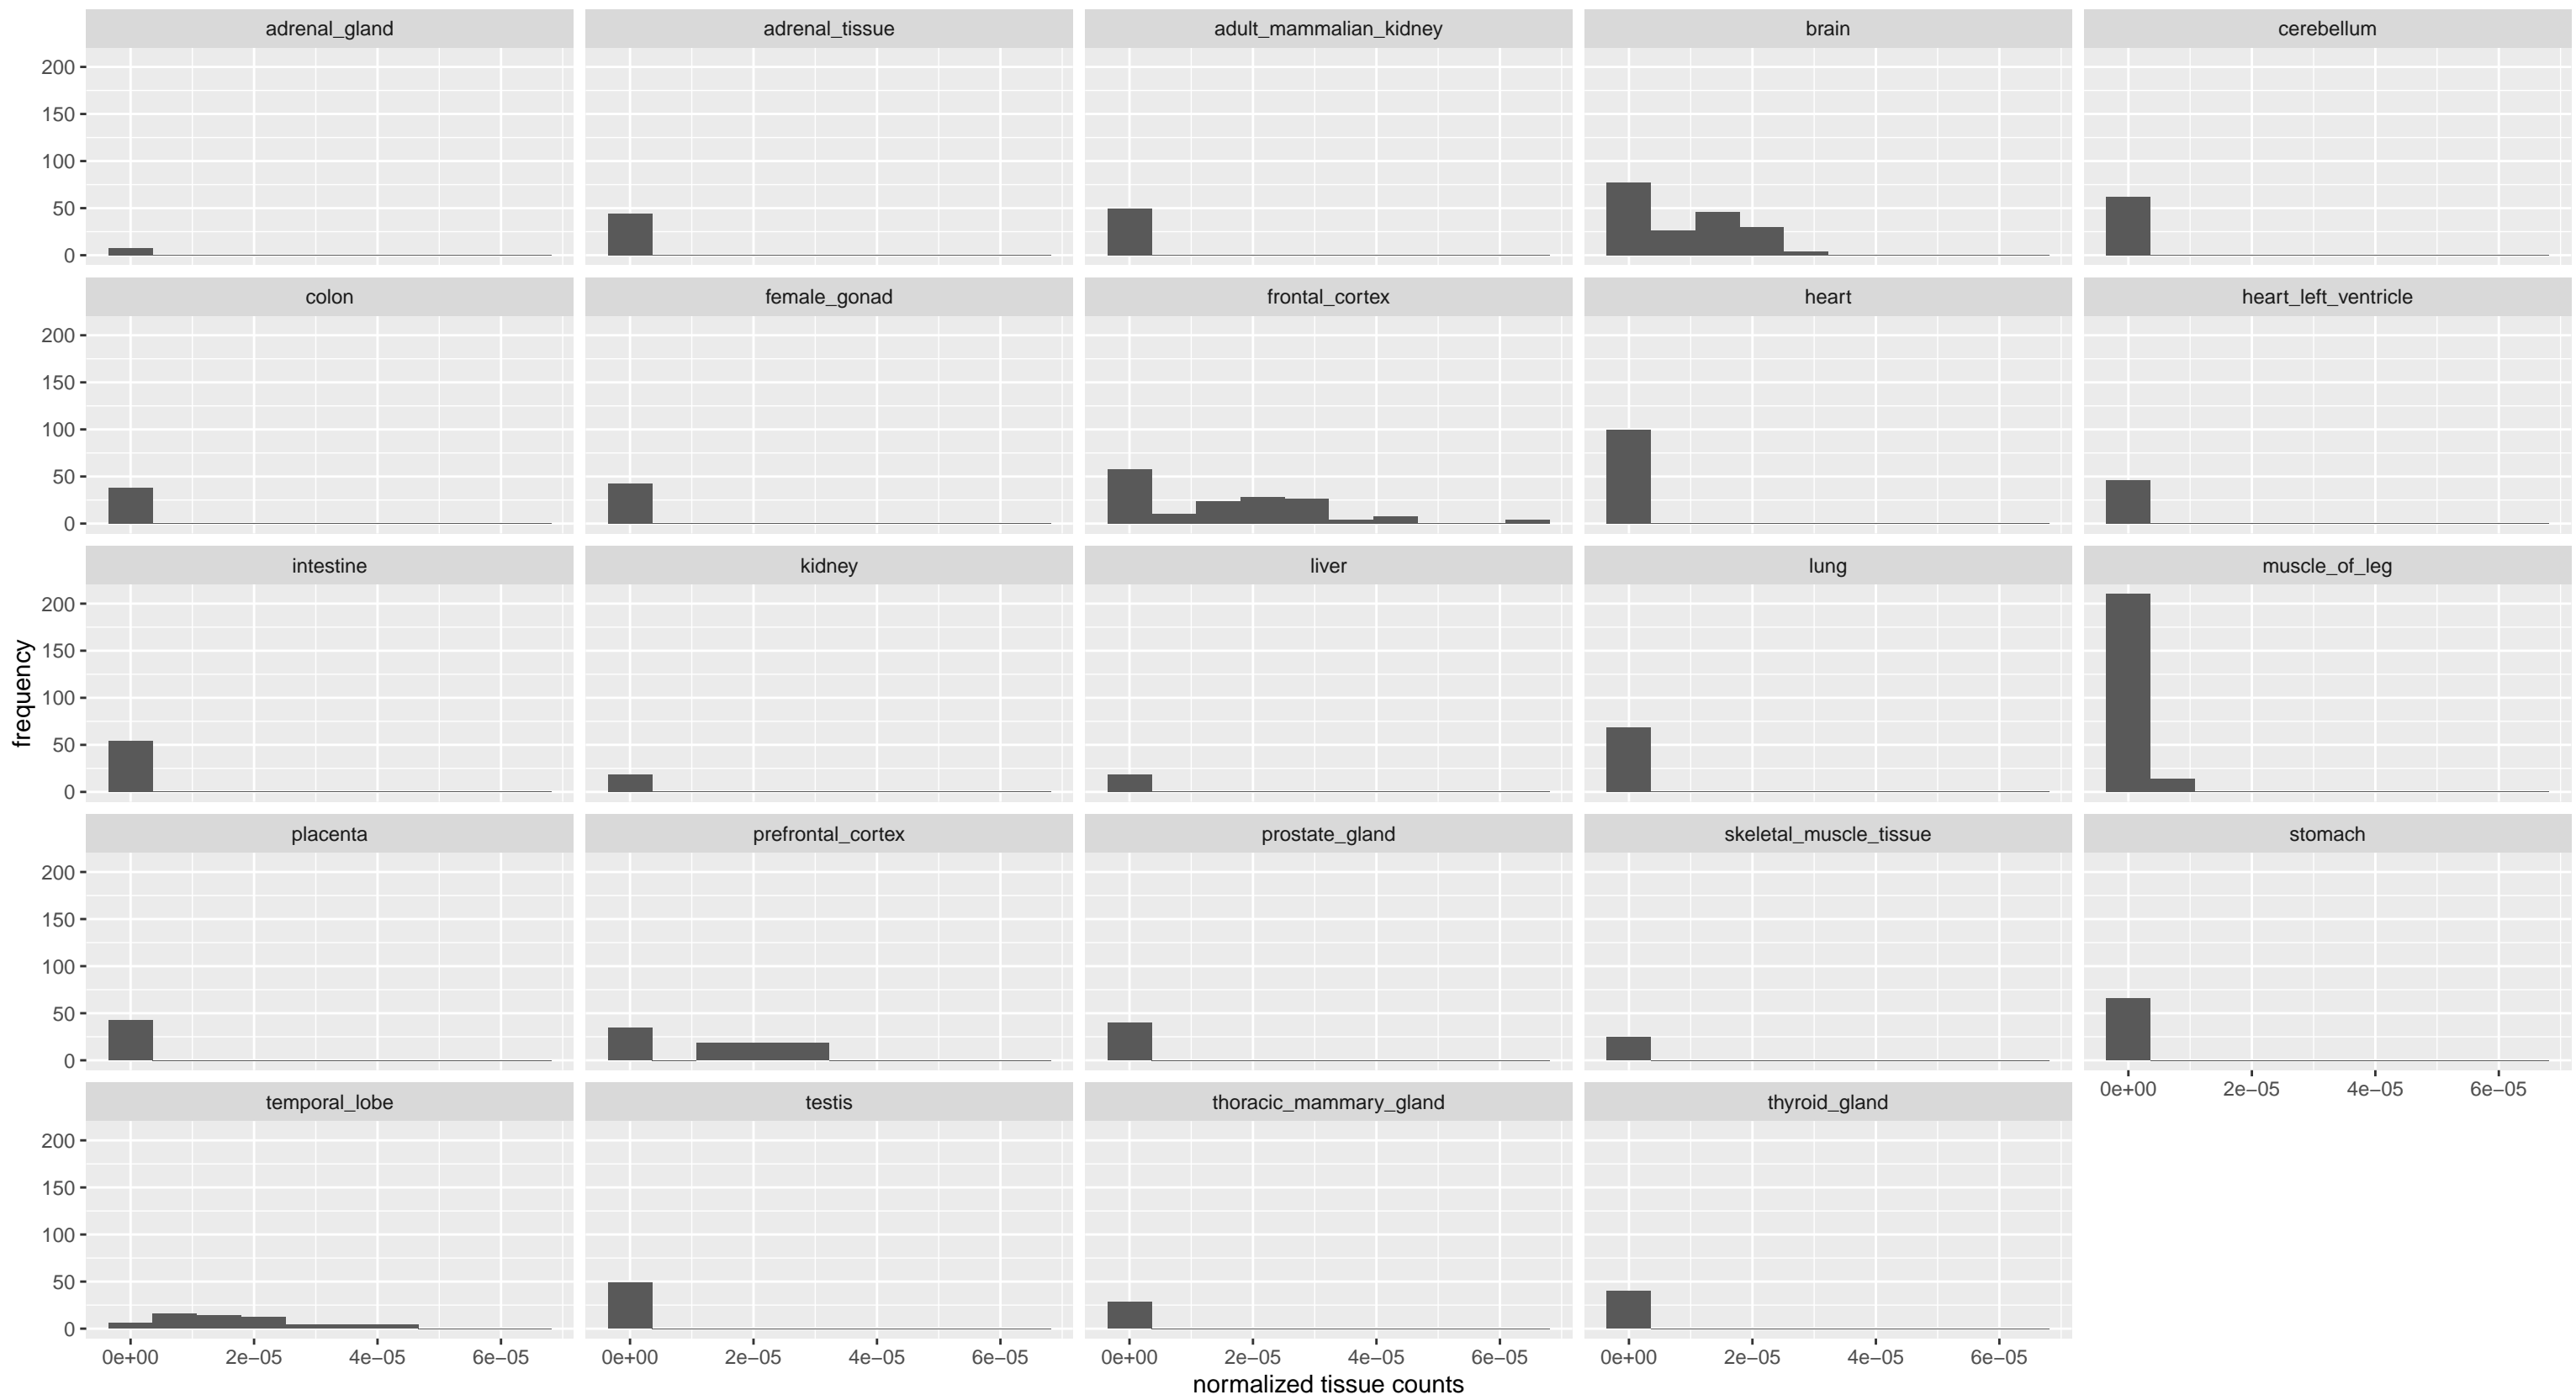 adrenal_gland adrenal_tissue adult_mammalian_kidney brain cerebellum
200
150
100
50
0
colon female_gonad frontal_cortex heart heart_left_ventricle
200
150
100
50
0
intestine kidney liver lung muscle_of_leg
200
150
100
50
0
frequency
placenta prefrontal_cortex prostate_gland skeletal_muscle_tissue stomach
200
150
100
50
0
0e+00 2e−05 4e−05 6e−05
temporal_lobe testis thoracic_mammary_gland thyroid_gland
200
150
100
50
0
0e+00 2e−05 4e−05 6e−05 0e+00 2e−05 4e−05 6e−05 0e+00 2e−05 4e−05 6e−05 0e+00 2e−05 4e−05 6e−05
normalized tissue counts